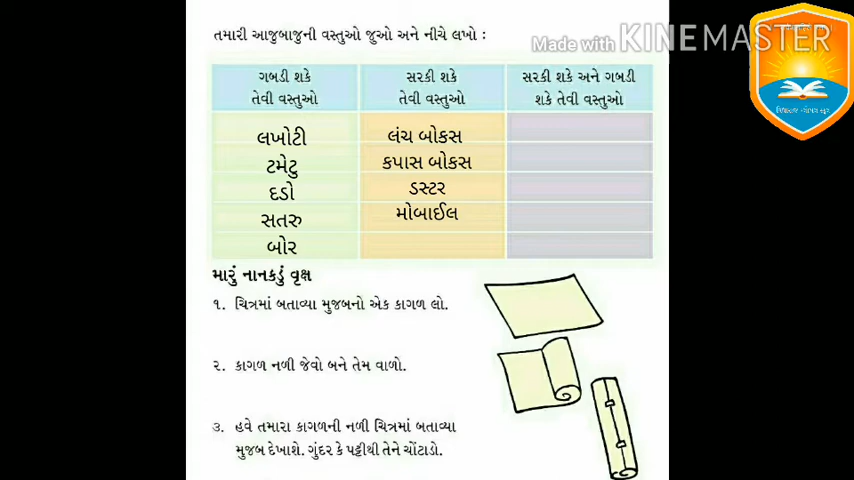 તમારી આજુબાજુની વસ્તુઓ જુઓ અને નીચે લખો :
Made with KINEMASTER
ગબડી શકે
તેવી વસ્તુઓ
સરકી શકે
તેવી વસ્તુઓ
સરકી શકે અને ગબડી
શકે તેવી વસ્તુઓ
લખોટી
લંચ બોકસ
ટમેટુ
કપાસ બોકસ
દડો
ડસ્ટર
સતરુ
મોબાઈલ
બોર
મારું નાનકડું વૃક્ષ
૧. ચિત્રમાં બતાવ્યા મુજબનો એક કાગળ લો.
૨. કાગળ નળી જેવો બને તેમ વાળો.
૩. હવે તમારા કાગળની નળી ચિત્રમાં બતાવ્યા
મુજબ દેખાશે. ગુંદર કે પટ્ટીથી તેને ચોંટાડો.